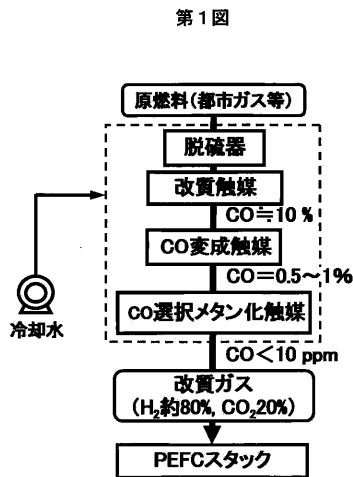 第1図
原燃料(都市ガス等)
脱硫器
改質触媒
CO≒10 %
CO変成触媒
CO=0.5~1%
CO選択メタン化触媒
冷却水
CO<10 ppm
改質ガス
(H₂約80%, CO₂20%)
PEFCスタック